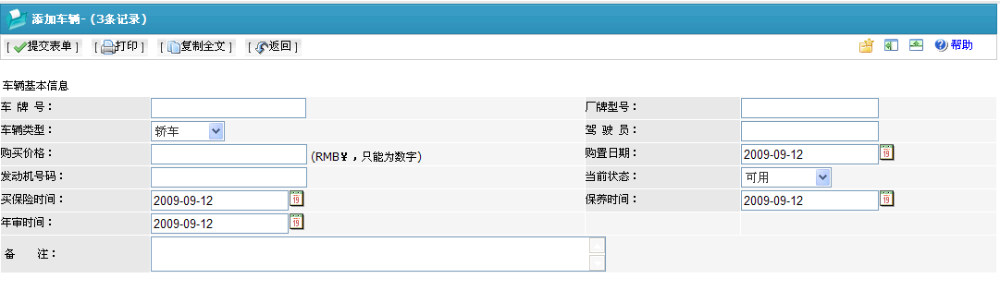 添加车辆-（3条记录）
[ 提交表单 ] [ 打印 ] [ 复制全文 ] [ 返回 ] 帮助
车辆基本信息
车 牌 号： 厂牌型号：
车辆类型： 轿车 驾 驶 员：
购买价格： (RMB¥，只能为数字) 购置日期： 2009-09-12 19
发动机号码： 当前状态： 可用
买保险时间： 2009-09-12 19 保养时间： 2009-09-12 19
年审时间： 2009-09-12 19
备 注：